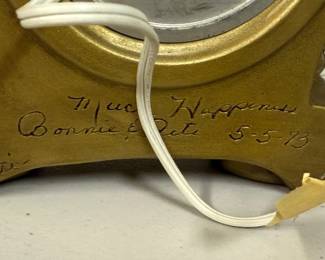 Much Happiness
Bonnie & Pete 5-5-73